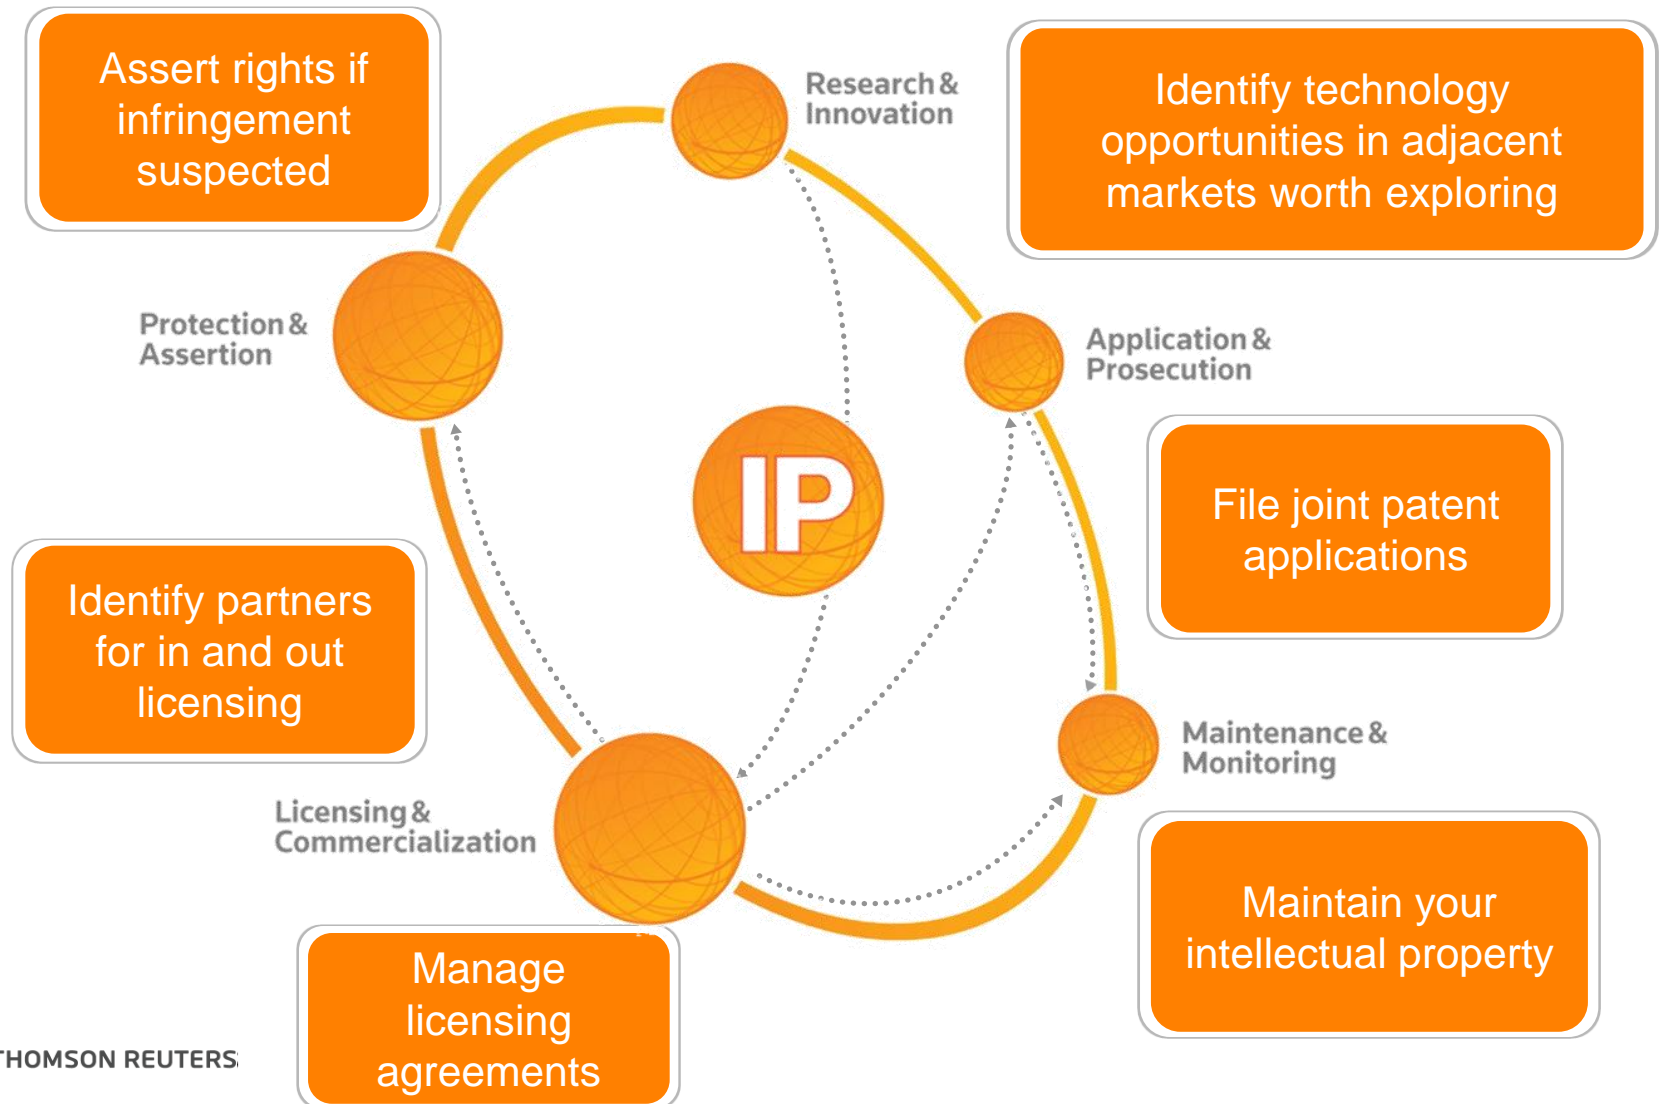 Assert rights if
infringement
suspected
Research &
Innovation
Identify technology
opportunities in adjacent
markets worth exploring
Protection &
Assertion
Application &
Prosecution
IP
File joint patent
applications
Identify partners
for in and out
licensing
Maintenance &
Monitoring
Licensing &
Commercialization
Maintain your
intellectual property
Manage
licensing
agreements
THOMSON REUTERS